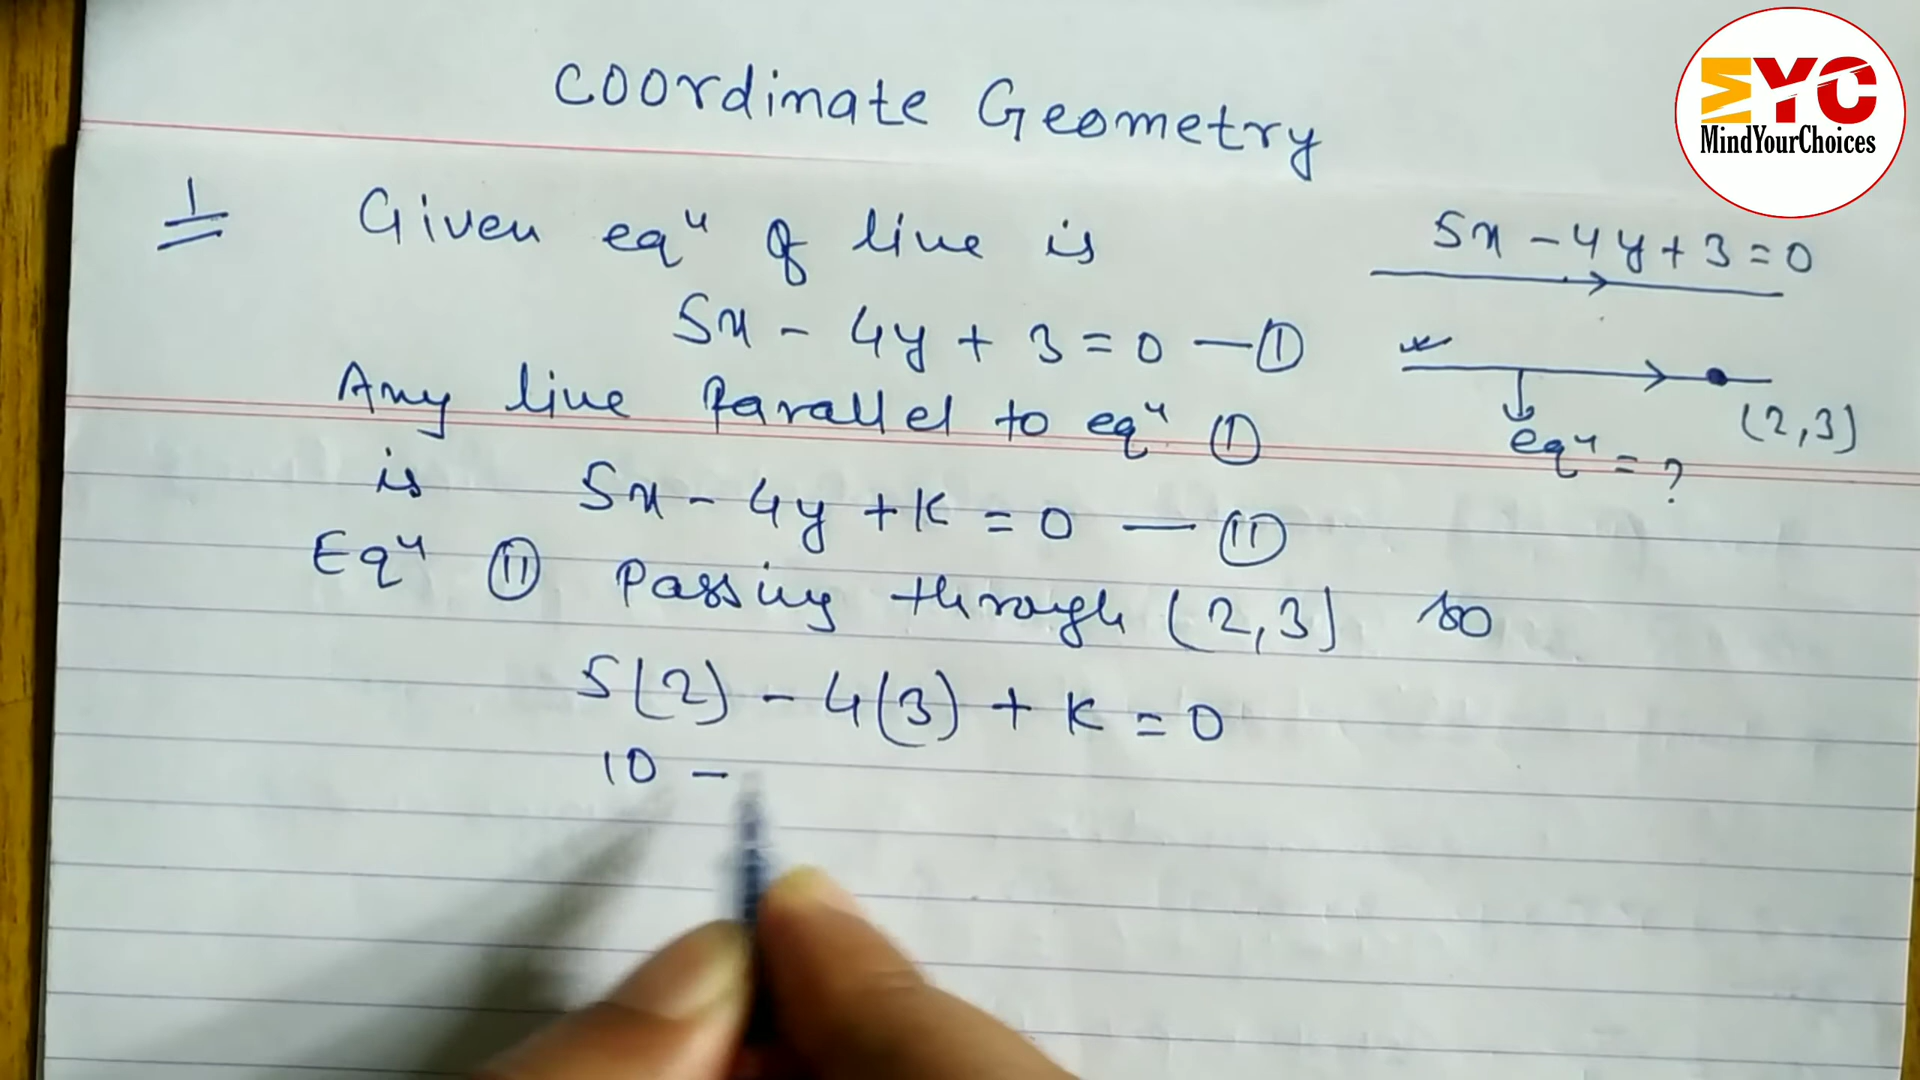 Coordinate Geometry
MYC
MindYourChoices
1 Given eqⁿ of line is
5x - 4y + 3 = 0 — I
5x - 4y + 3 = 0
(2,3)
eqⁿ = ?
Any line parallel to eqⁿ I
is 5x - 4y + k = 0 — II
Eqⁿ II passing through (2,3) so
5(2) - 4(3) + k = 0
10 -